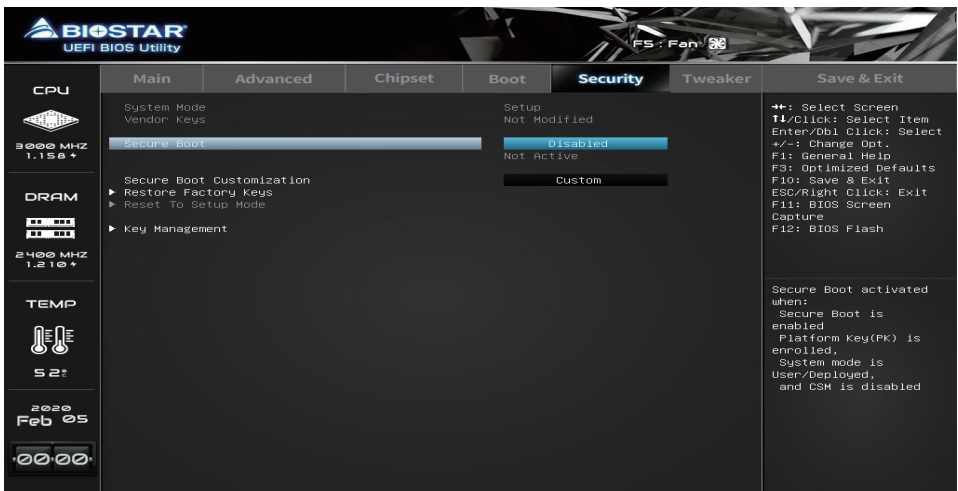 BIOSTAR®
UEFI BIOS Utility
F5 : Fan
Main Advanced Chipset Boot Security Tweaker Save & Exit
CPU
3000 MHZ
1.158
DRAM
2400 MHZ
1.210
TEMP
52
2020
Feb 05
00:00
System Mode Setup
Vendor Keys Not Modified
Secure Boot Disabled
Not Active
Secure Boot Customization Custom
Restore Factory Keys
Reset To Setup Mode
Key Management
→←: Select Screen
↑↓/Click: Select Item
Enter/Dbl Click: Select
+/-: Change Opt.
F1: General Help
F3: Optimized Defaults
F10: Save & Exit
ESC/Right Click: Exit
F11: BIOS Screen
Capture
F12: BIOS Flash
Secure Boot activated
when:
Secure Boot is
enabled
Platform Key(PK) is
enrolled,
System mode is
User/Deployed,
and CSM is disabled